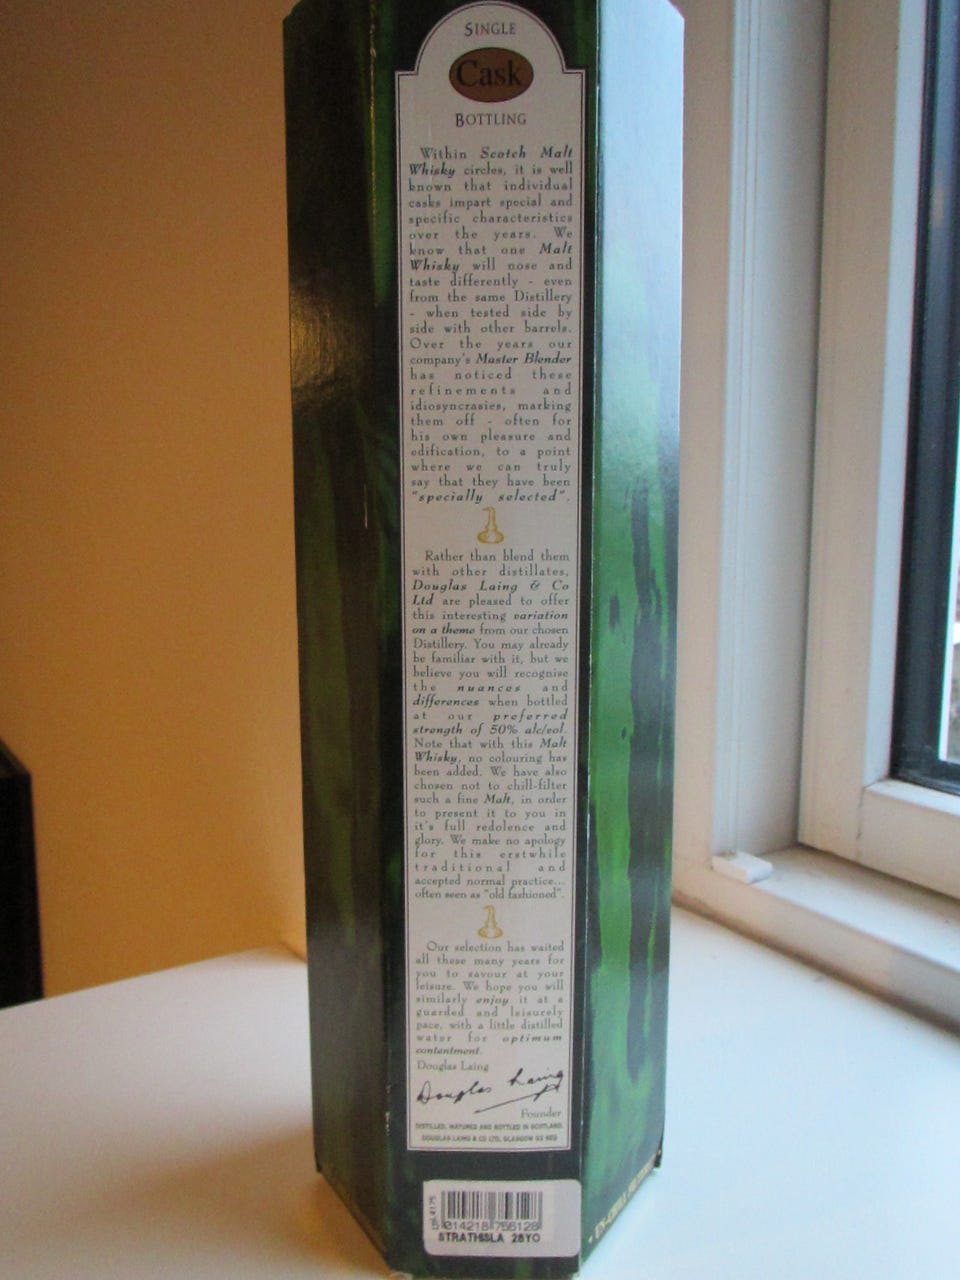 SINGLE
Cask
BOTTLING
Within Scotch Malt
Whisky circles, it is well
known that individual
casks impart special and
specific characteristics
over the years. We
know that one Malt
Whisky will nose and
taste differently - even
from the same Distillery
- when tested side by
side with other barrels.
Over the years our
company's Master Blender
has noticed these
refinements and
idiosyncrasies, marking
them off - often for
his own pleasure and
edification, to a point
where we can truly
say that they have been
"specially selected".
Rather than blend them
with other distillates,
Douglas Laing & Co
Ltd are pleased to offer
this interesting variation
on a theme from our chosen
Distillery. You may already
be familiar with it, but we
believe you will recognise
the nuances and
differences when bottled
at our preferred
strength of 50% alc/vol.
Note that with this Malt
Whisky, no colouring has
been added. We have also
chosen not to chill-filter
such a fine Malt, in order
to present it to you in
it's full redolence and
glory. We make no apology
for this erstwhile
traditional and
accepted normal practice...
often seen as "old fashioned".
Our selection has waited
all these many years for
you to savour at your
leisure. We hope you will
similarly enjoy it at a
guarded and leisurely
pace, with a little distilled
water for optimum
contentment.
Douglas Laing
Douglas Laing
Founder
DISTILLED, MATURED AND BOTTLED IN SCOTLAND.
DOUGLAS LAING & CO LTD, GLASGOW G3
5 014218 756128
STRATHISLA 28YO